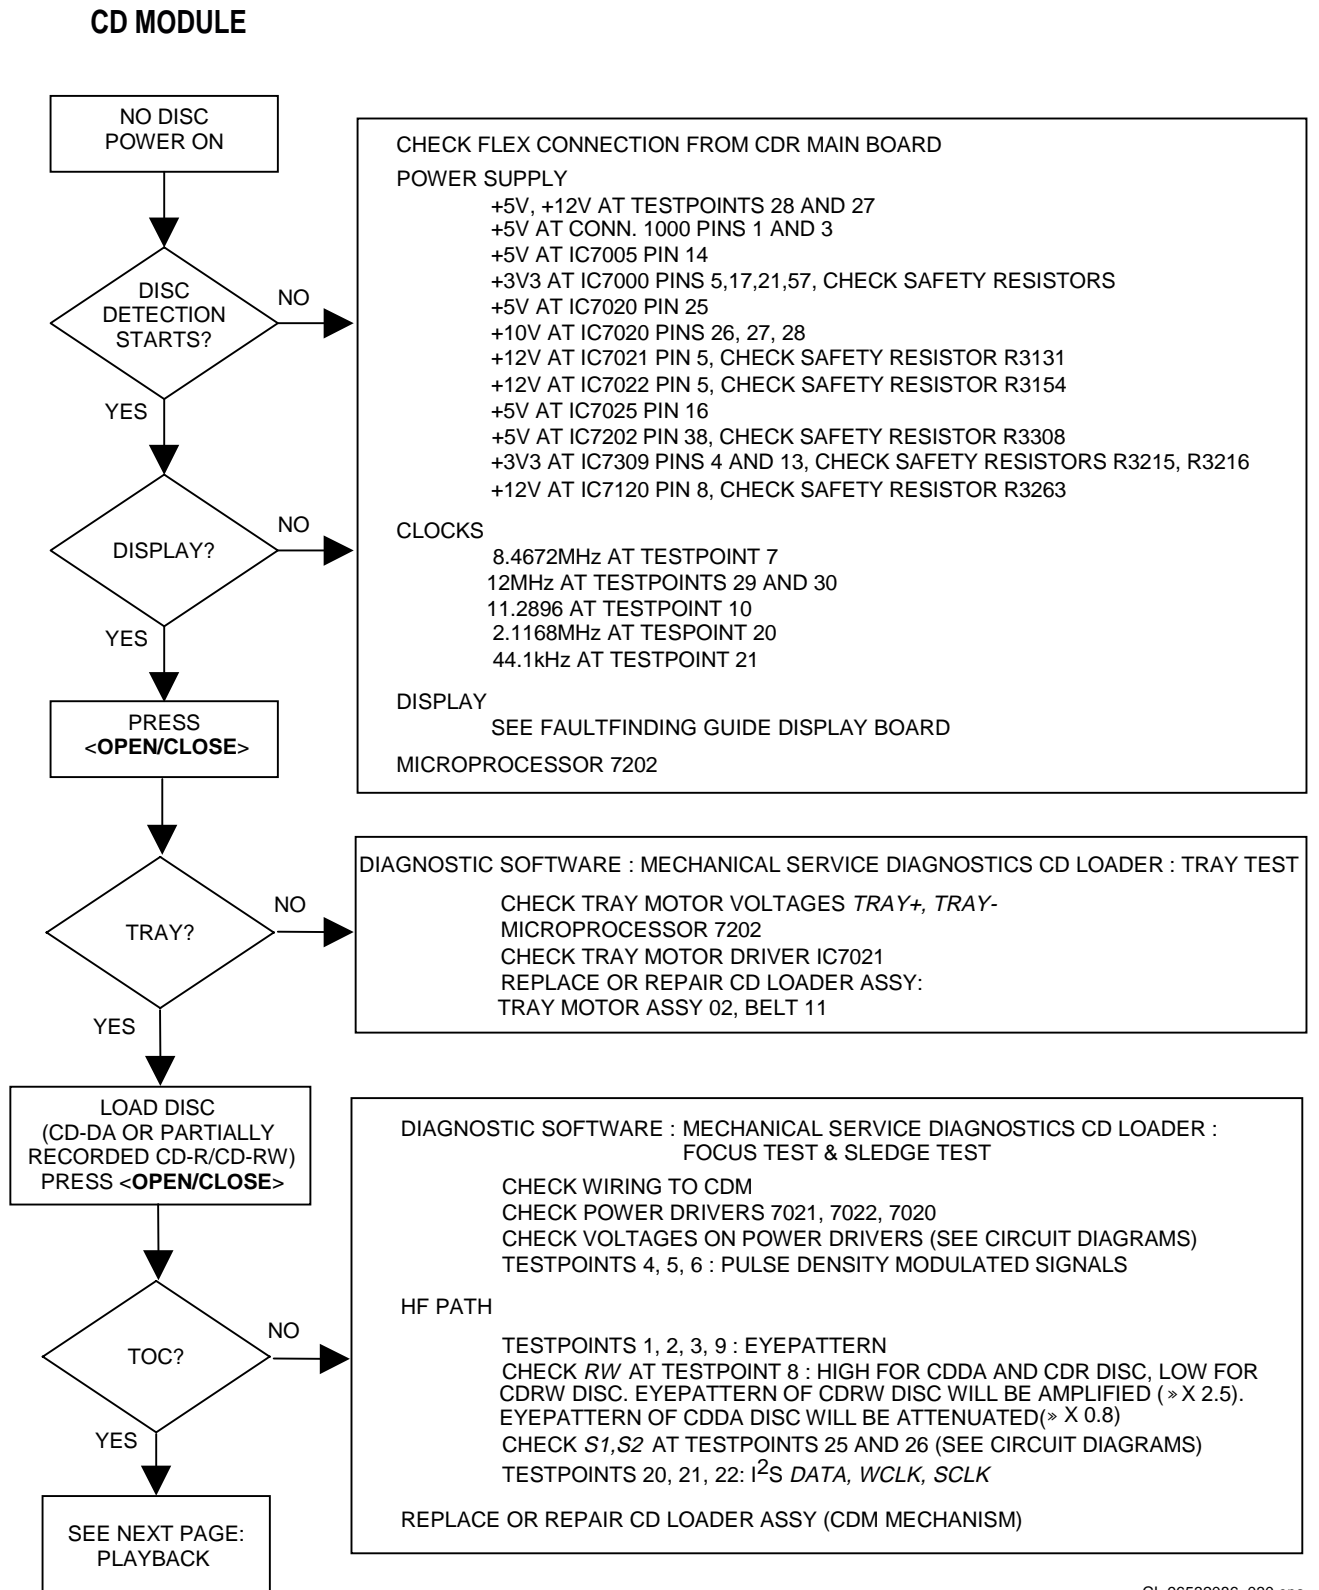 CD MODULE
NO DISC
POWER ON
DISC
DETECTION
STARTS?
NO
YES
CHECK FLEX CONNECTION FROM CDR MAIN BOARD
POWER SUPPLY
+5V, +12V AT TESTPOINTS 28 AND 27
+5V AT CONN. 1000 PINS 1 AND 3
+5V AT IC7005 PIN 14
+3V3 AT IC7000 PINS 5,17,21,57, CHECK SAFETY RESISTORS
+5V AT IC7020 PIN 25
+10V AT IC7020 PINS 26, 27, 28
+12V AT IC7021 PIN 5, CHECK SAFETY RESISTOR R3131
+12V AT IC7022 PIN 5, CHECK SAFETY RESISTOR R3154
+5V AT IC7025 PIN 16
+5V AT IC7202 PIN 38, CHECK SAFETY RESISTOR R3308
+3V3 AT IC7309 PINS 4 AND 13, CHECK SAFETY RESISTORS R3215, R3216
+12V AT IC7120 PIN 8, CHECK SAFETY RESISTOR R3263
CLOCKS
8.4672MHz AT TESTPOINT 7
12MHz AT TESTPOINTS 29 AND 30
11.2896 AT TESTPOINT 10
2.1168MHz AT TESPOINT 20
44.1kHz AT TESTPOINT 21
DISPLAY
SEE FAULTFINDING GUIDE DISPLAY BOARD
MICROPROCESSOR 7202
DISPLAY?
NO
YES
PRESS
<OPEN/CLOSE>
TRAY?
NO
YES
DIAGNOSTIC SOFTWARE : MECHANICAL SERVICE DIAGNOSTICS CD LOADER : TRAY TEST
CHECK TRAY MOTOR VOLTAGES TRAY+, TRAY-
MICROPROCESSOR 7202
CHECK TRAY MOTOR DRIVER IC7021
REPLACE OR REPAIR CD LOADER ASSY:
TRAY MOTOR ASSY 02, BELT 11
LOAD DISC
(CD-DA OR PARTIALLY
RECORDED CD-R/CD-RW)
PRESS <OPEN/CLOSE>
TOC?
NO
YES
DIAGNOSTIC SOFTWARE : MECHANICAL SERVICE DIAGNOSTICS CD LOADER :
FOCUS TEST & SLEDGE TEST
CHECK WIRING TO CDM
CHECK POWER DRIVERS 7021, 7022, 7020
CHECK VOLTAGES ON POWER DRIVERS (SEE CIRCUIT DIAGRAMS)
TESTPOINTS 4, 5, 6 : PULSE DENSITY MODULATED SIGNALS
HF PATH
TESTPOINTS 1, 2, 3, 9 : EYEPATTERN
CHECK RW AT TESTPOINT 8 : HIGH FOR CDDA AND CDR DISC, LOW FOR
CDRW DISC. EYEPATTERN OF CDRW DISC WILL BE AMPLIFIED ( » X 2.5).
EYEPATTERN OF CDDA DISC WILL BE ATTENUATED(» X 0.8)
CHECK S1,S2 AT TESTPOINTS 25 AND 26 (SEE CIRCUIT DIAGRAMS)
TESTPOINTS 20, 21, 22: I²S DATA, WCLK, SCLK
REPLACE OR REPAIR CD LOADER ASSY (CDM MECHANISM)
SEE NEXT PAGE:
PLAYBACK